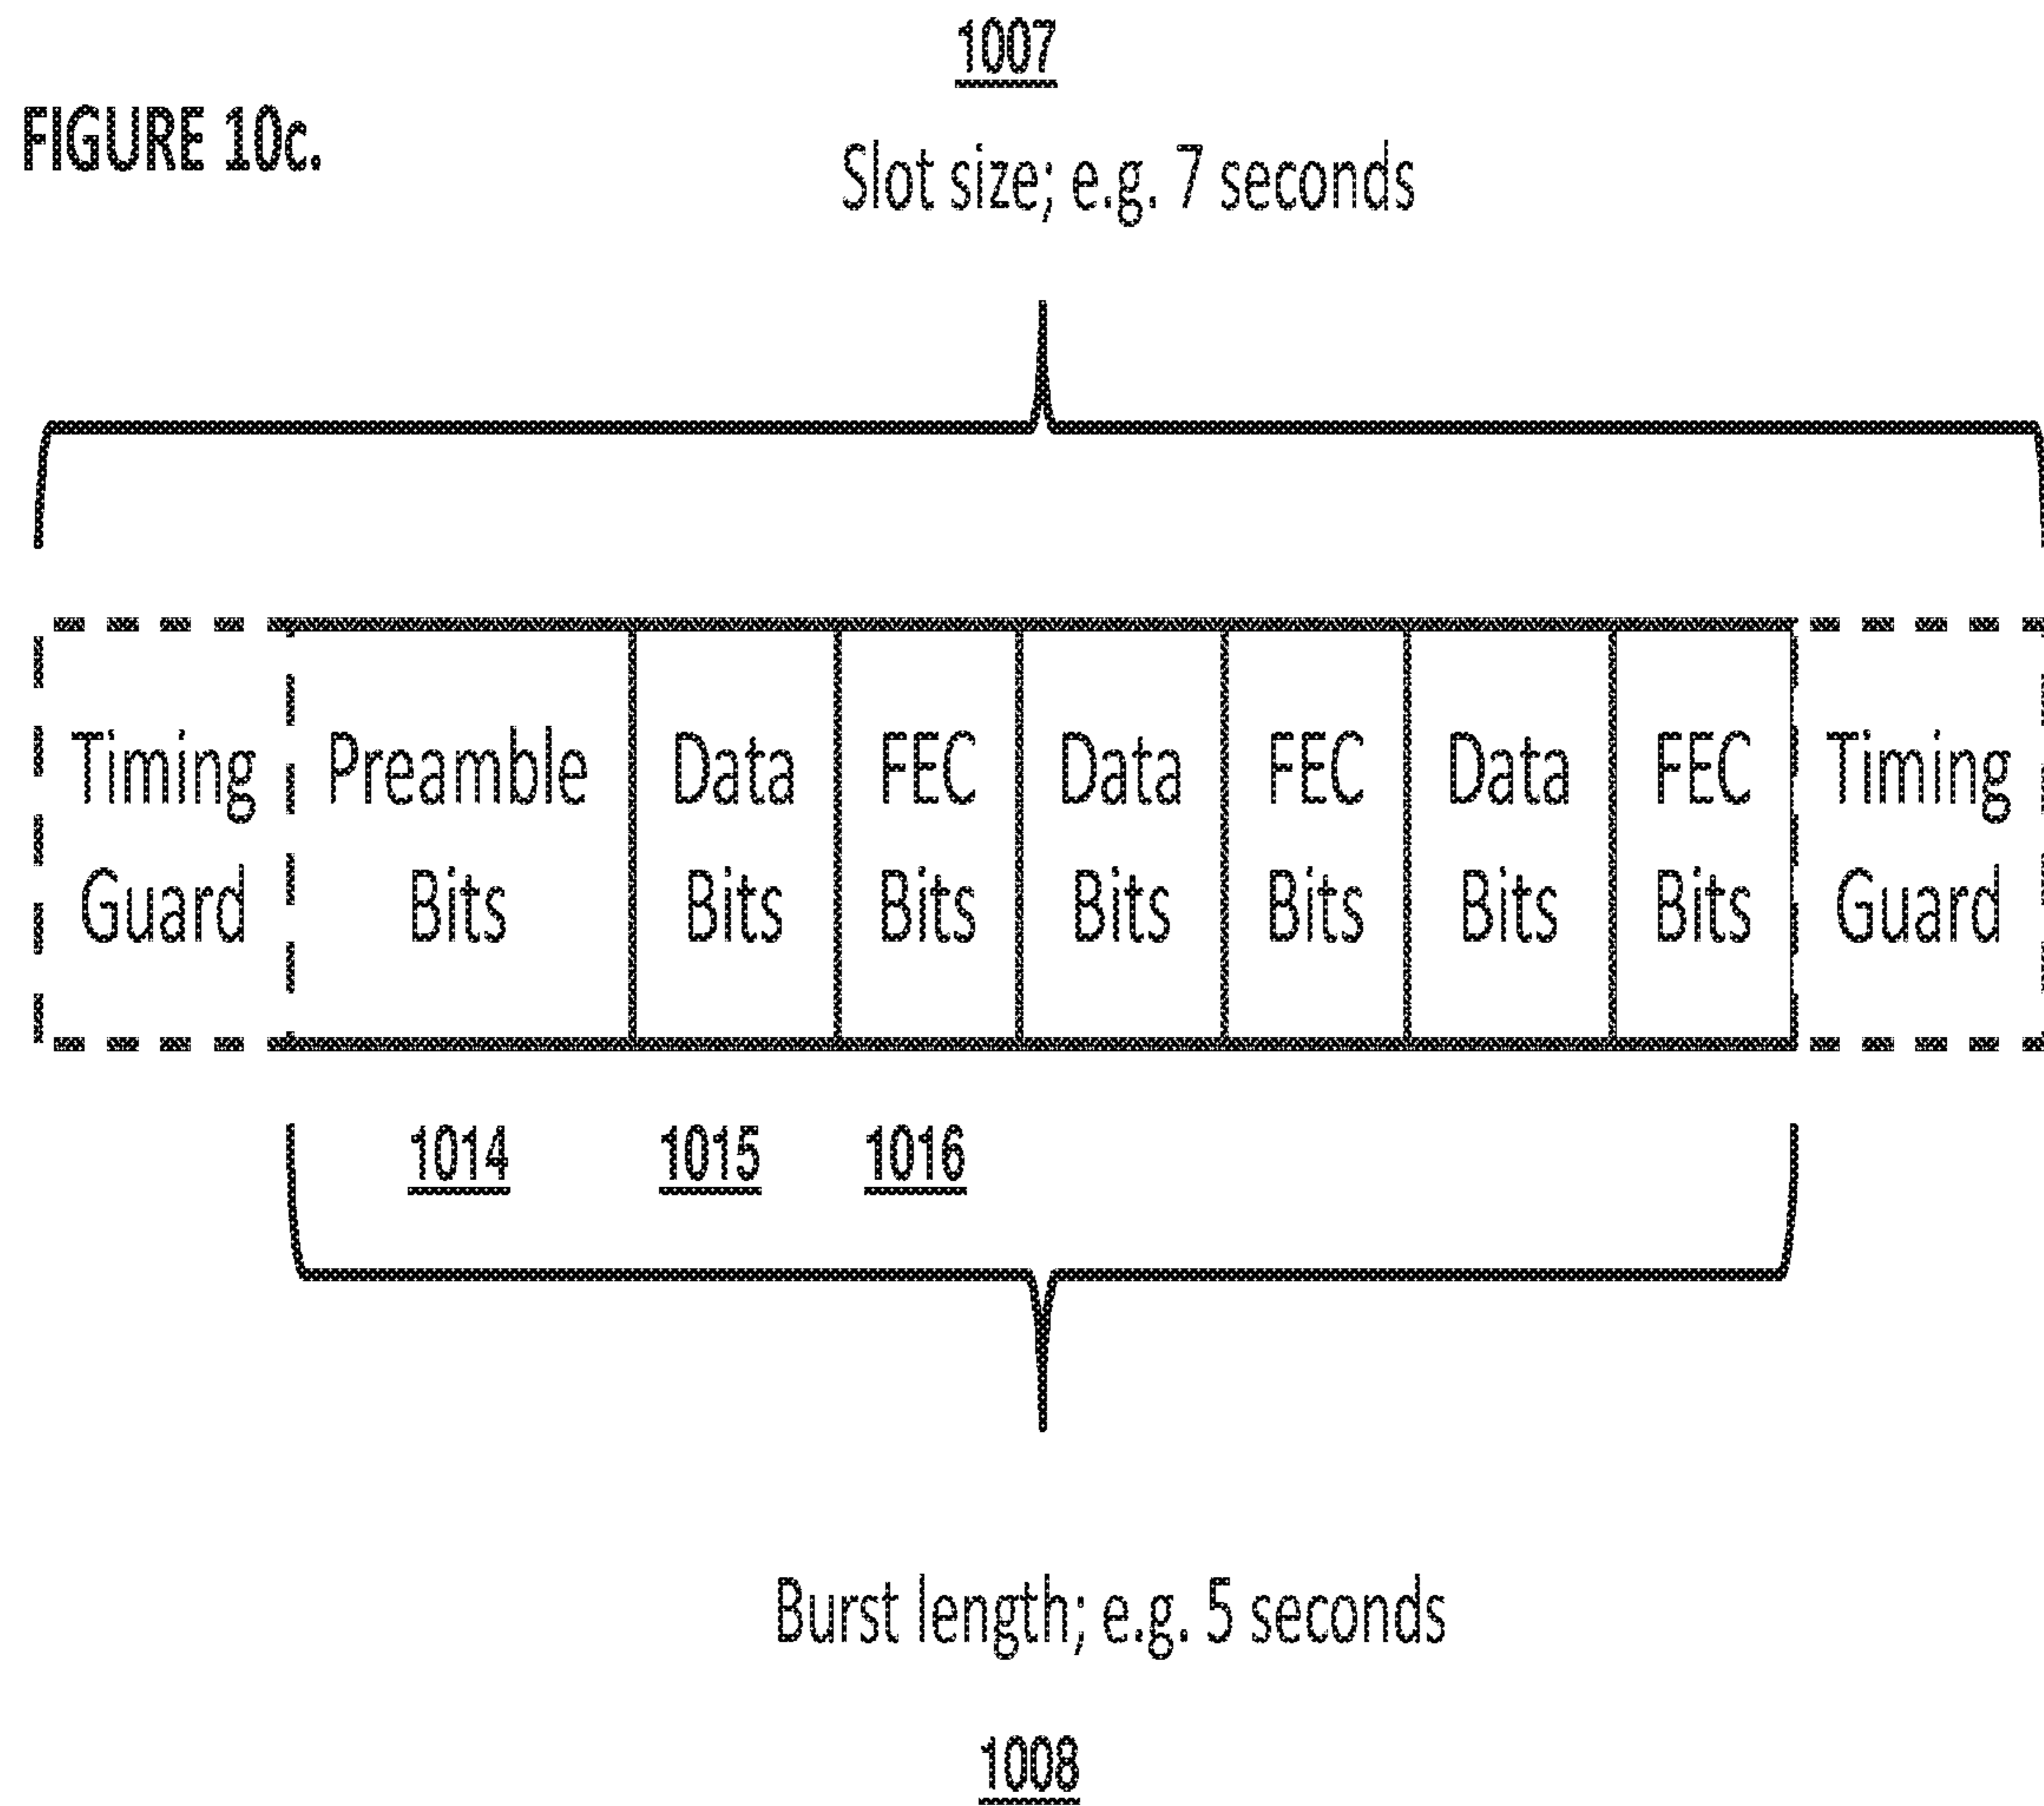 1007
FIGURE 10c.
Slot size; e.g. 7 seconds
Timing Guard
Preamble Bits
Data Bits
FEC Bits
Data Bits
FEC Bits
Data Bits
FEC Bits
Timing Guard
1014 1015 1016
Burst length; e.g. 5 seconds
1008